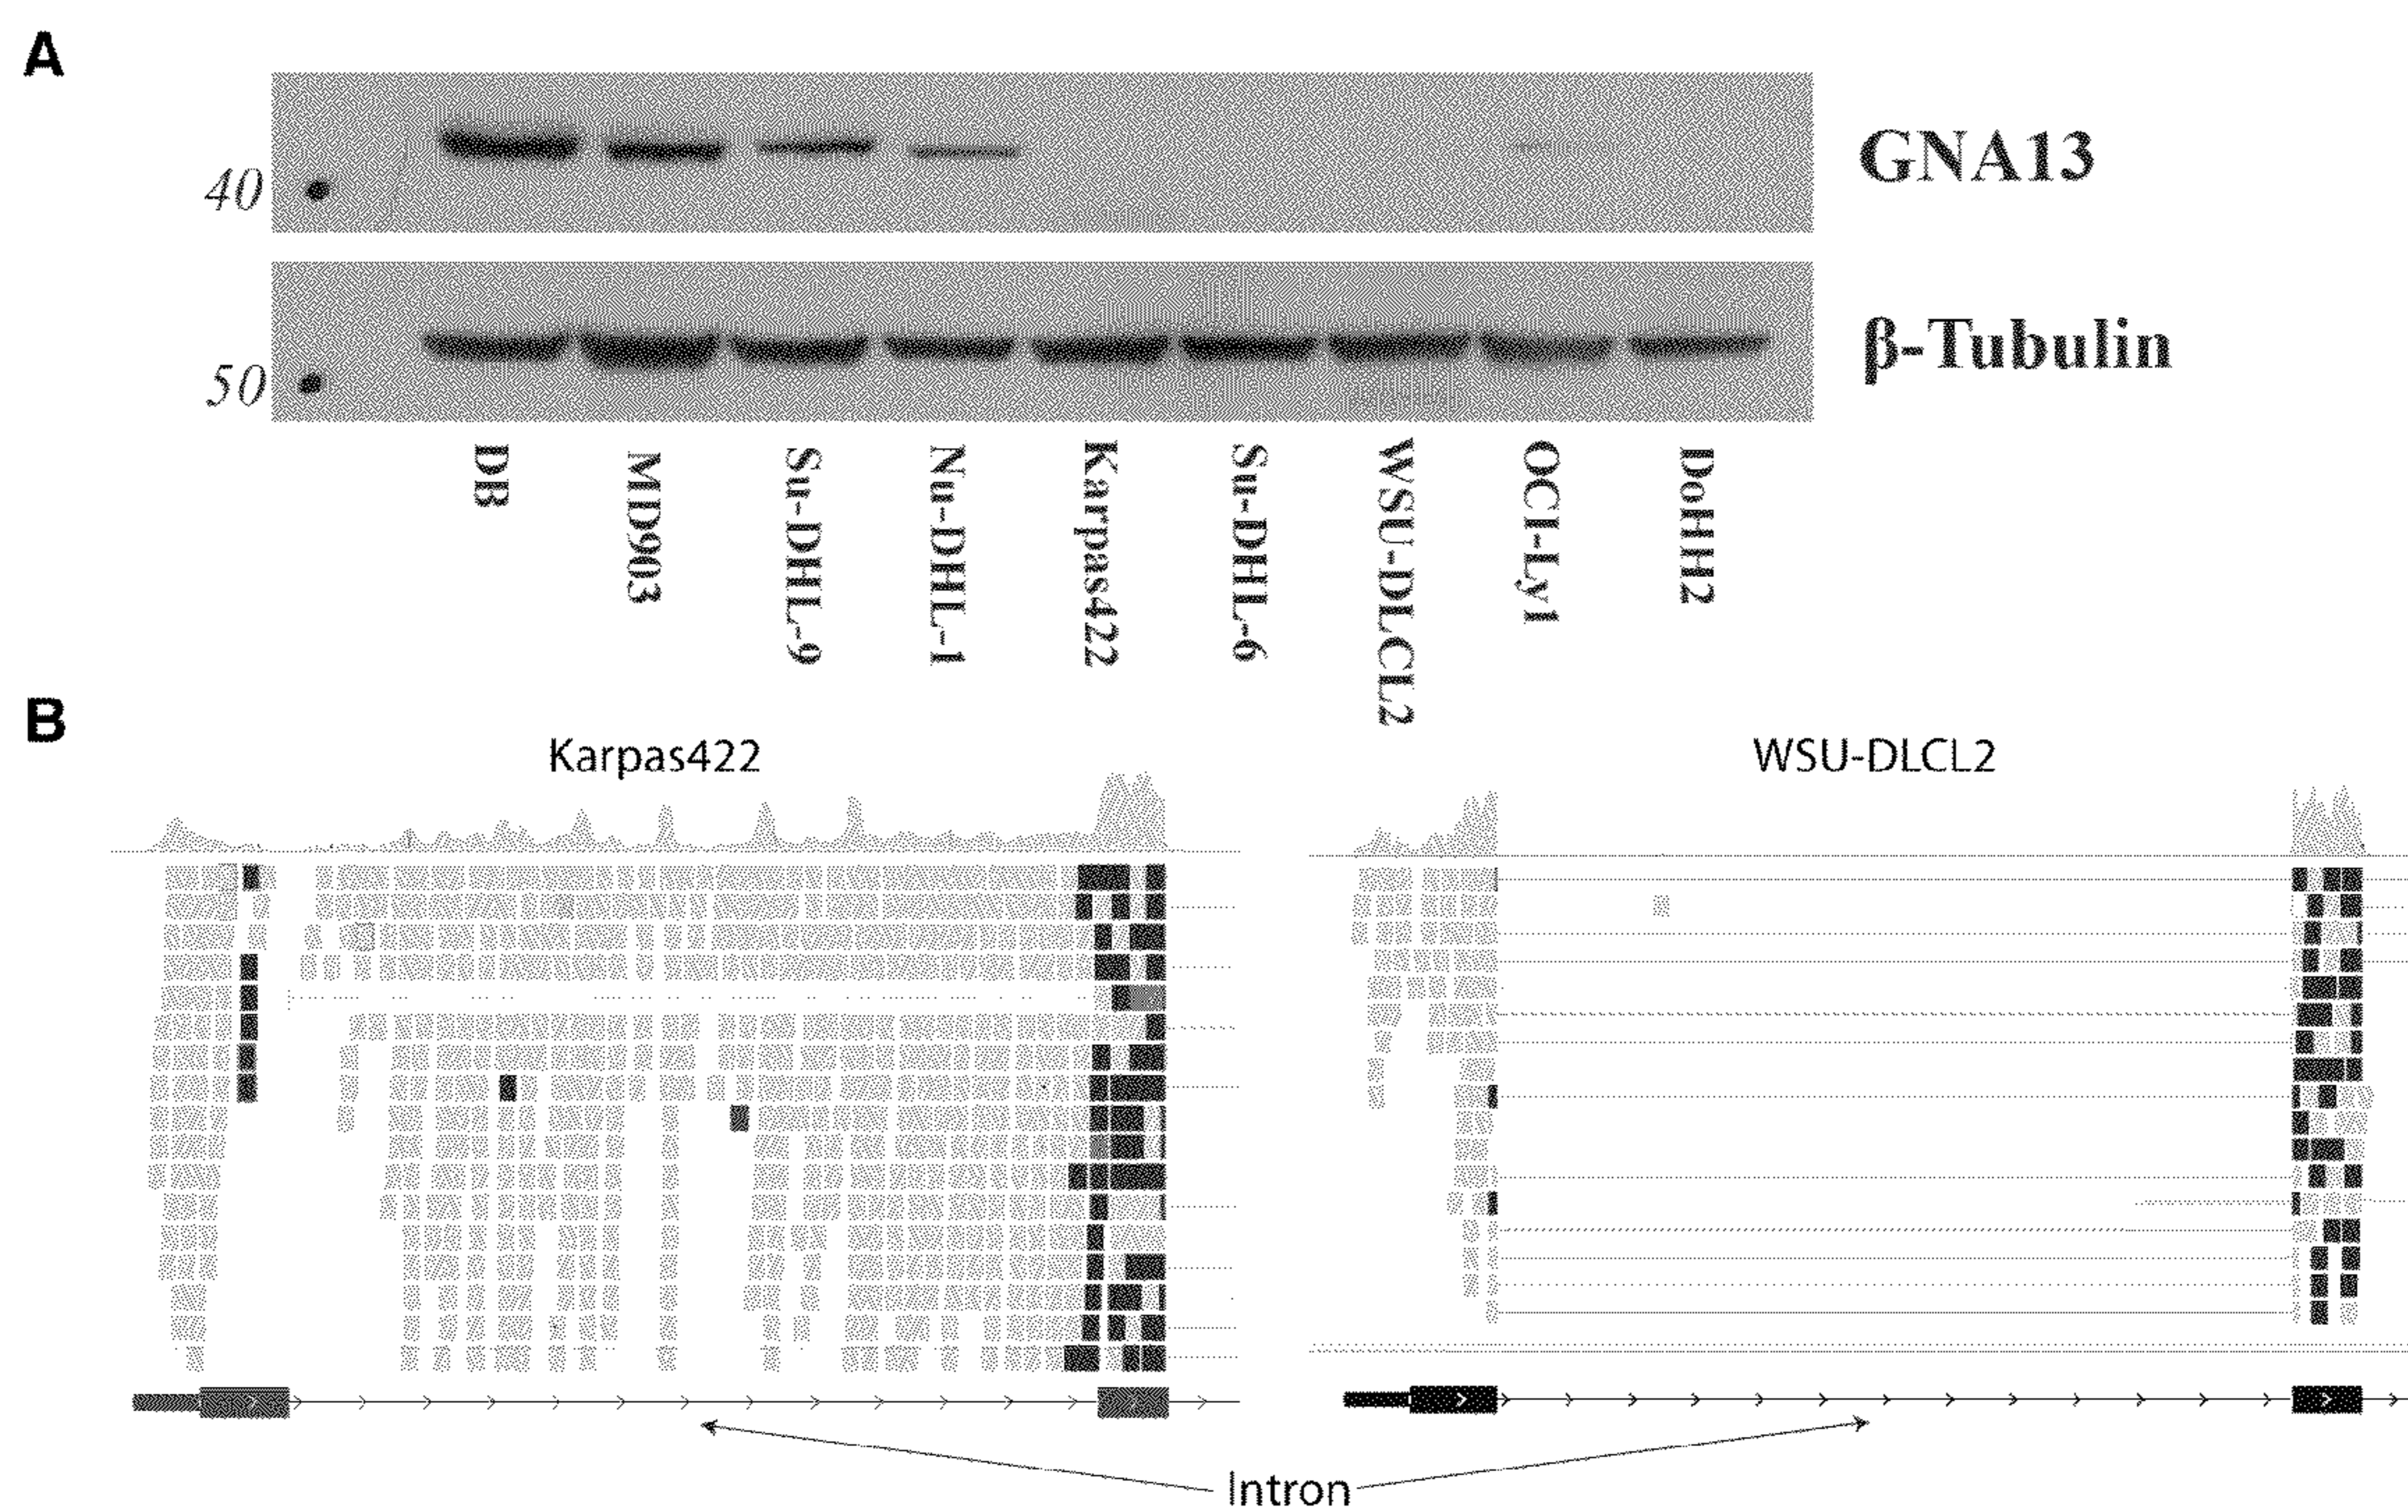 A
40
GNA13
50
β-Tubulin
DB
MD903
Su-DHL-9
Nu-DHL-1
Karpas422
Su-DHL-6
WSU-DLCL2
OCI-Ly1
DoHH2
B
Karpas422
WSU-DLCL2
Intron